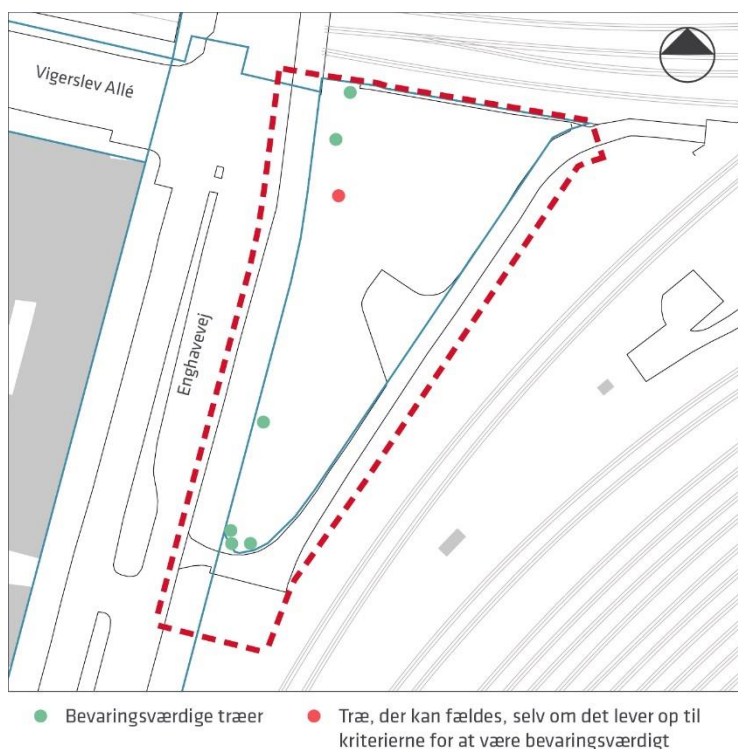 Vigerslev Allé
Enghavevej
Bevaringsværdige træer
Træ, der kan fældes, selv om det lever op til
kriterierne for at være bevaringsværdigt